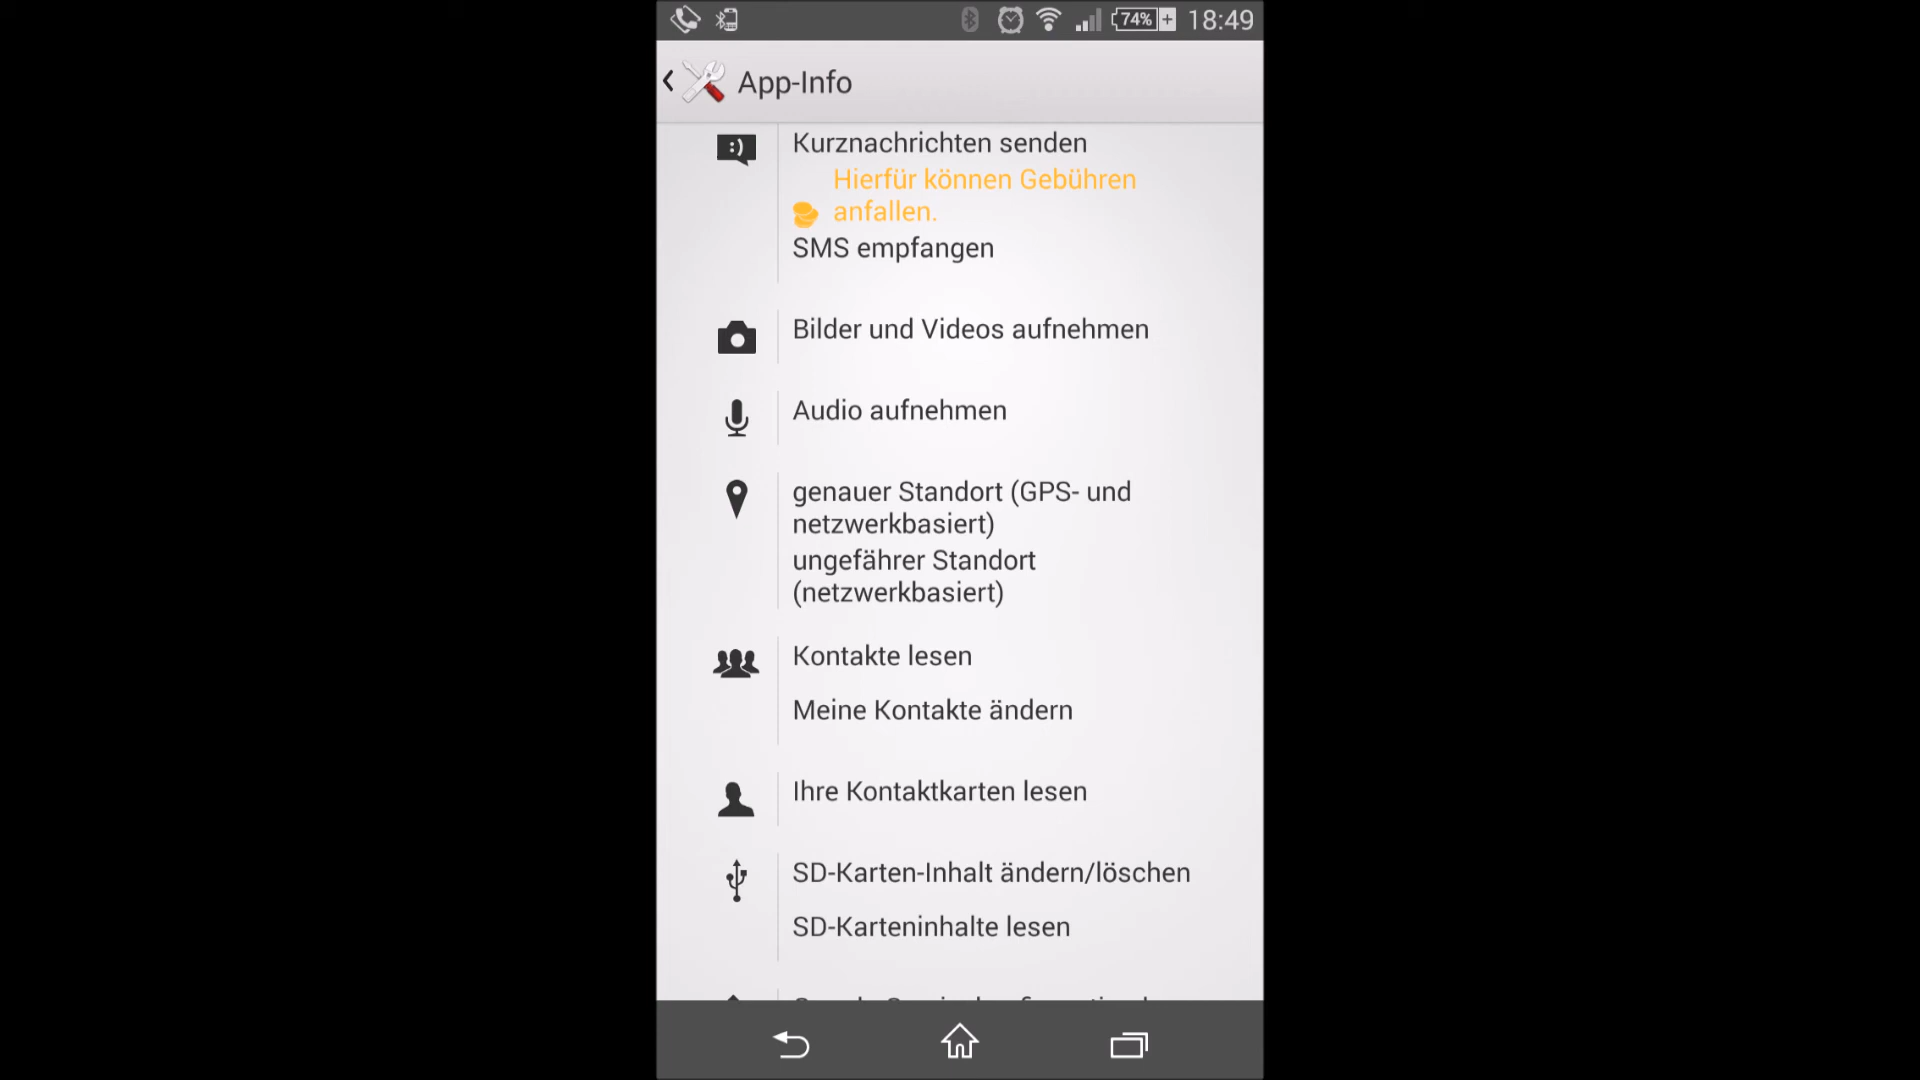 74% 18:49
App-Info
:)
Kurznachrichten senden
Hierfür können Gebühren
anfallen.
SMS empfangen
Bilder und Videos aufnehmen
Audio aufnehmen
genauer Standort (GPS- und
netzwerkbasiert)
ungefährer Standort
(netzwerkbasiert)
Kontakte lesen
Meine Kontakte ändern
Ihre Kontaktkarten lesen
SD-Karten-Inhalt ändern/löschen
SD-Karteninhalte lesen